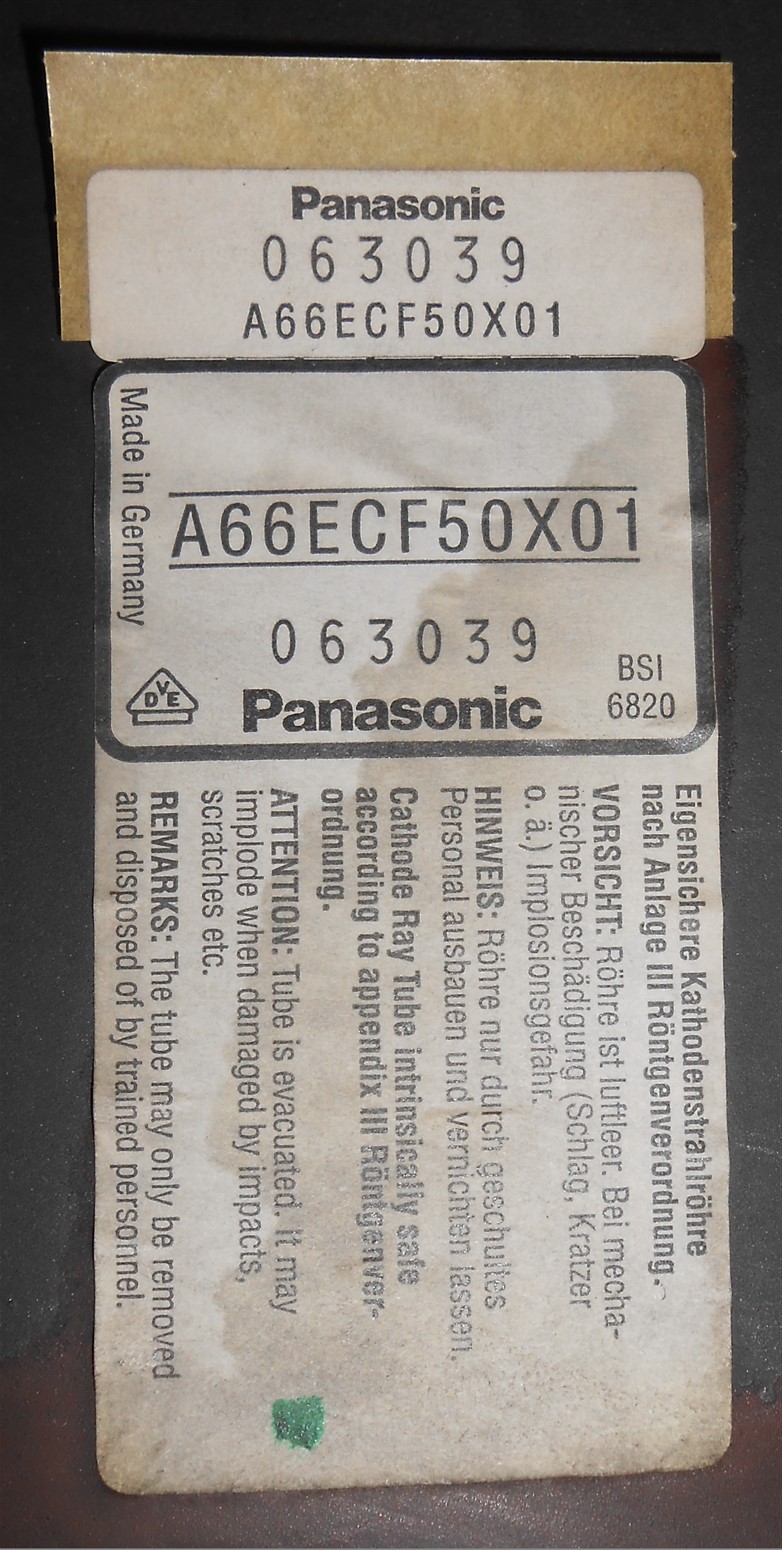 Panasonic
063039
A66ECF50X01
Made in Germany
A66ECF50X01
063039
BSI
6820
DVE
Panasonic
Eigensichere Kathodenstrahlröhre
nach Anlage III Röntgenverordnung.
VORSICHT: Röhre ist luftleer. Bei mecha-
nischer Beschädigung (Schlag, Kratzer
o. ä.) Implosionsgefahr.
HINWEIS: Röhre nur durch geschultes
Personal ausbauen und vernichten lassen.
Cathode Ray Tube intrinsically safe
according to appendix III Röntgenver-
ordnung.
ATTENTION: Tube is evacuated. It may
implode when damaged by impacts,
scratches etc.
REMARKS: The tube may only be removed
and disposed of by trained personnel.